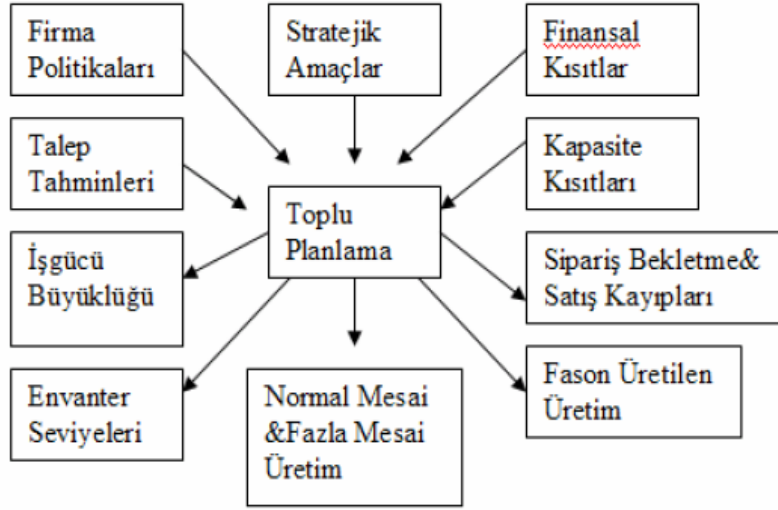 Firma
Politikaları
Stratejik
Amaçlar
Finansal
Kısıtlar
Talep
Tahminleri
Kapasite
Kısıtları
Toplu
Planlama
İşgücü
Büyüklüğü
Sipariş Bekletme&
Satış Kayıpları
Envanter
Seviyeleri
Normal Mesai
&Fazla Mesai
Üretim
Fason Üretilen
Üretim